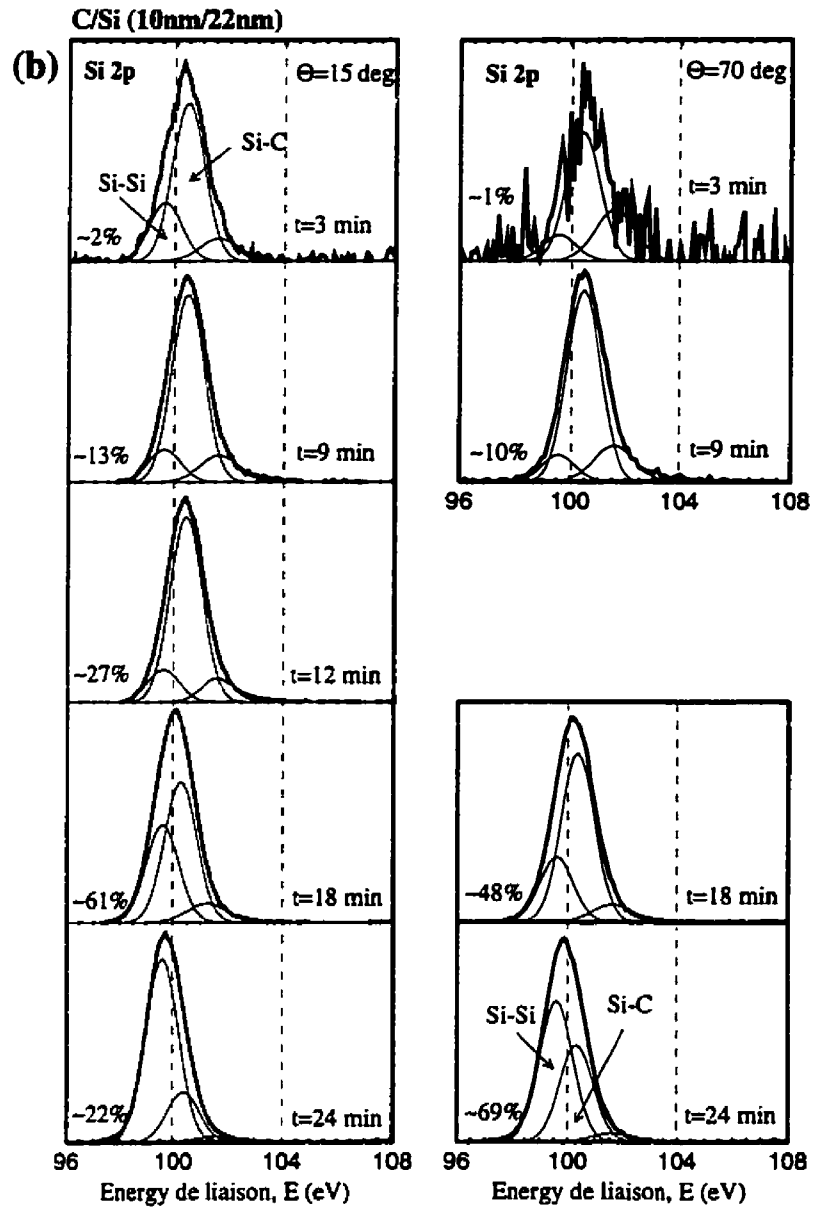 C/Si (10nm/22nm)
(b)
Si 2p
Θ=15 deg
Si-C
Si-Si
~2%
t=3 min
~13%
t=9 min
~27%
t=12 min
~61%
t=18 min
~22%
t=24 min
96 100 104 108
Energy de liaison, E (eV)
Si 2p
Θ=70 deg
~1%
t=3 min
~10%
t=9 min
96 100 104 108
~48%
t=18 min
Si-Si
Si-C
~69%
t=24 min
96 100 104 108
Energy de liaison, E (eV)